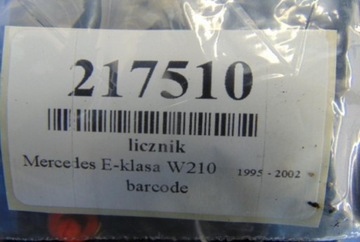 217510
licznik
Mercedes E-klasa W210 1995 - 2002
barcode